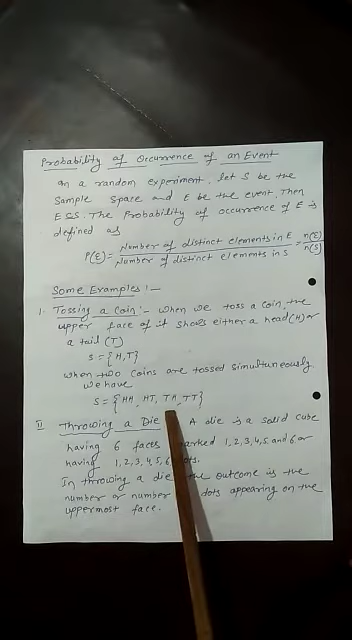 Probability of Occurrence of an Event
In a random experiment, let S be the
Sample Space and E be the event. Then
E⊆S. The Probability of occurrence of E is
defined as
P(E) = Number of distinct elements in E / Number of distinct elements in S = n(E)/n(S)
Some Examples:-
I. Tossing a Coin:- When we toss a coin, the
upper face of it shows either a head (H) or
a tail (T)
S = {H, T}
When two coins are tossed simultaneously
we have
S = {HH, HT, TH, TT}
II Throwing a Die A die is a solid cube
having 6 faces marked 1, 2, 3, 4, 5, and 6 or
having 1, 2, 3, 4, 5, 6 dots.
In throwing a die the outcome is the
number or number dots appearing on the
uppermost face.